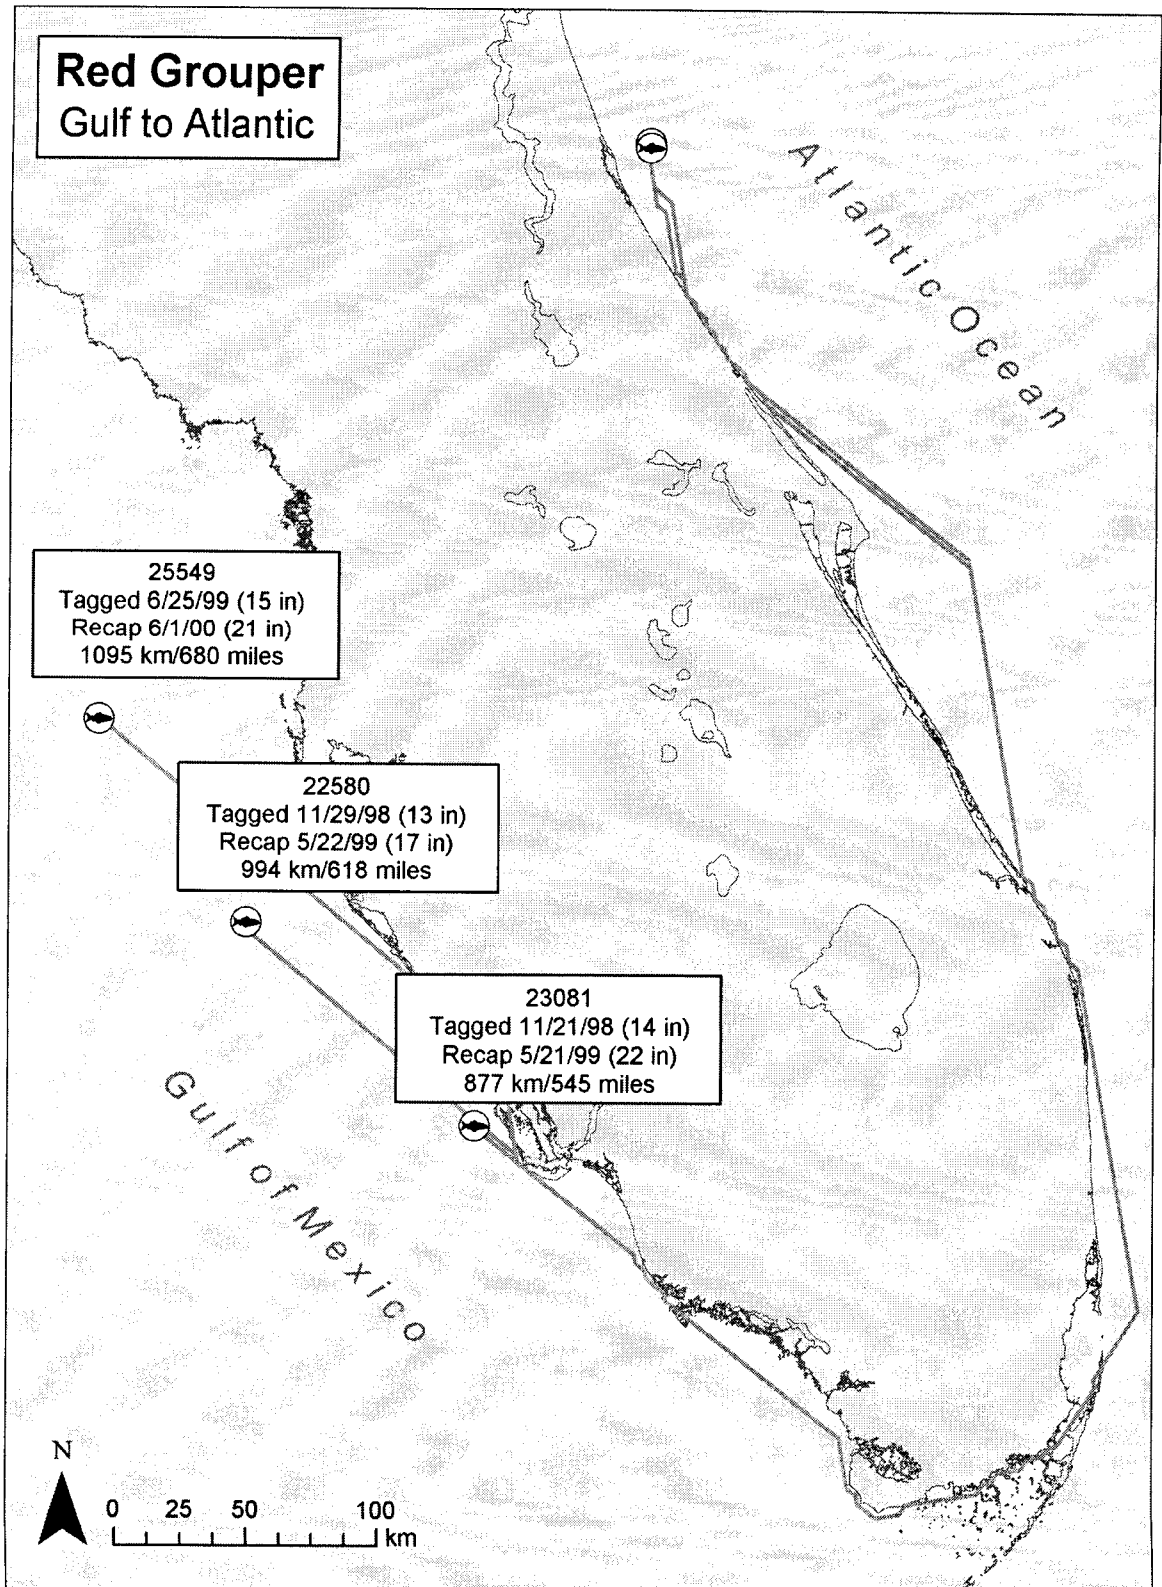 Red Grouper
Gulf to Atlantic
Atlantic Ocean
25549
Tagged 6/25/99 (15 in)
Recap 6/1/00 (21 in)
1095 km/680 miles
22580
Tagged 11/29/98 (13 in)
Recap 5/22/99 (17 in)
994 km/618 miles
23081
Tagged 11/21/98 (14 in)
Recap 5/21/99 (22 in)
877 km/545 miles
Gulf of Mexico
N
0 25 50 100
km